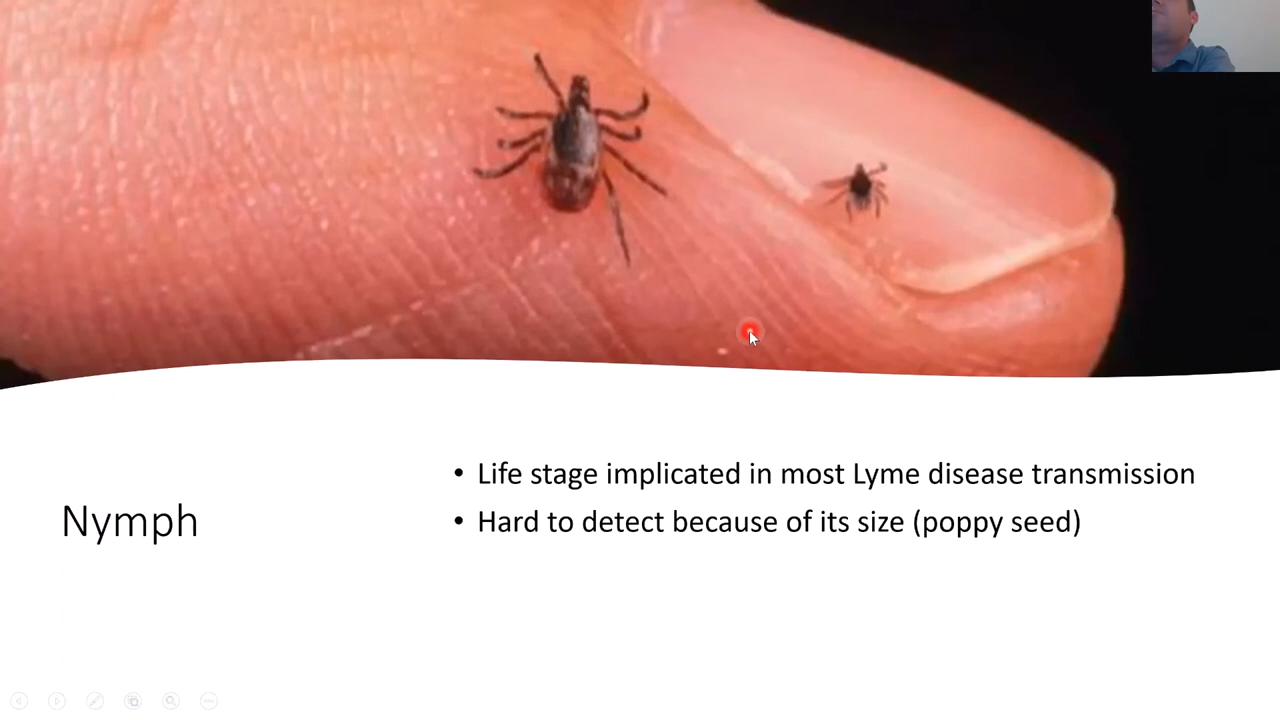 Nymph
• Life stage implicated in most Lyme disease transmission
• Hard to detect because of its size (poppy seed)